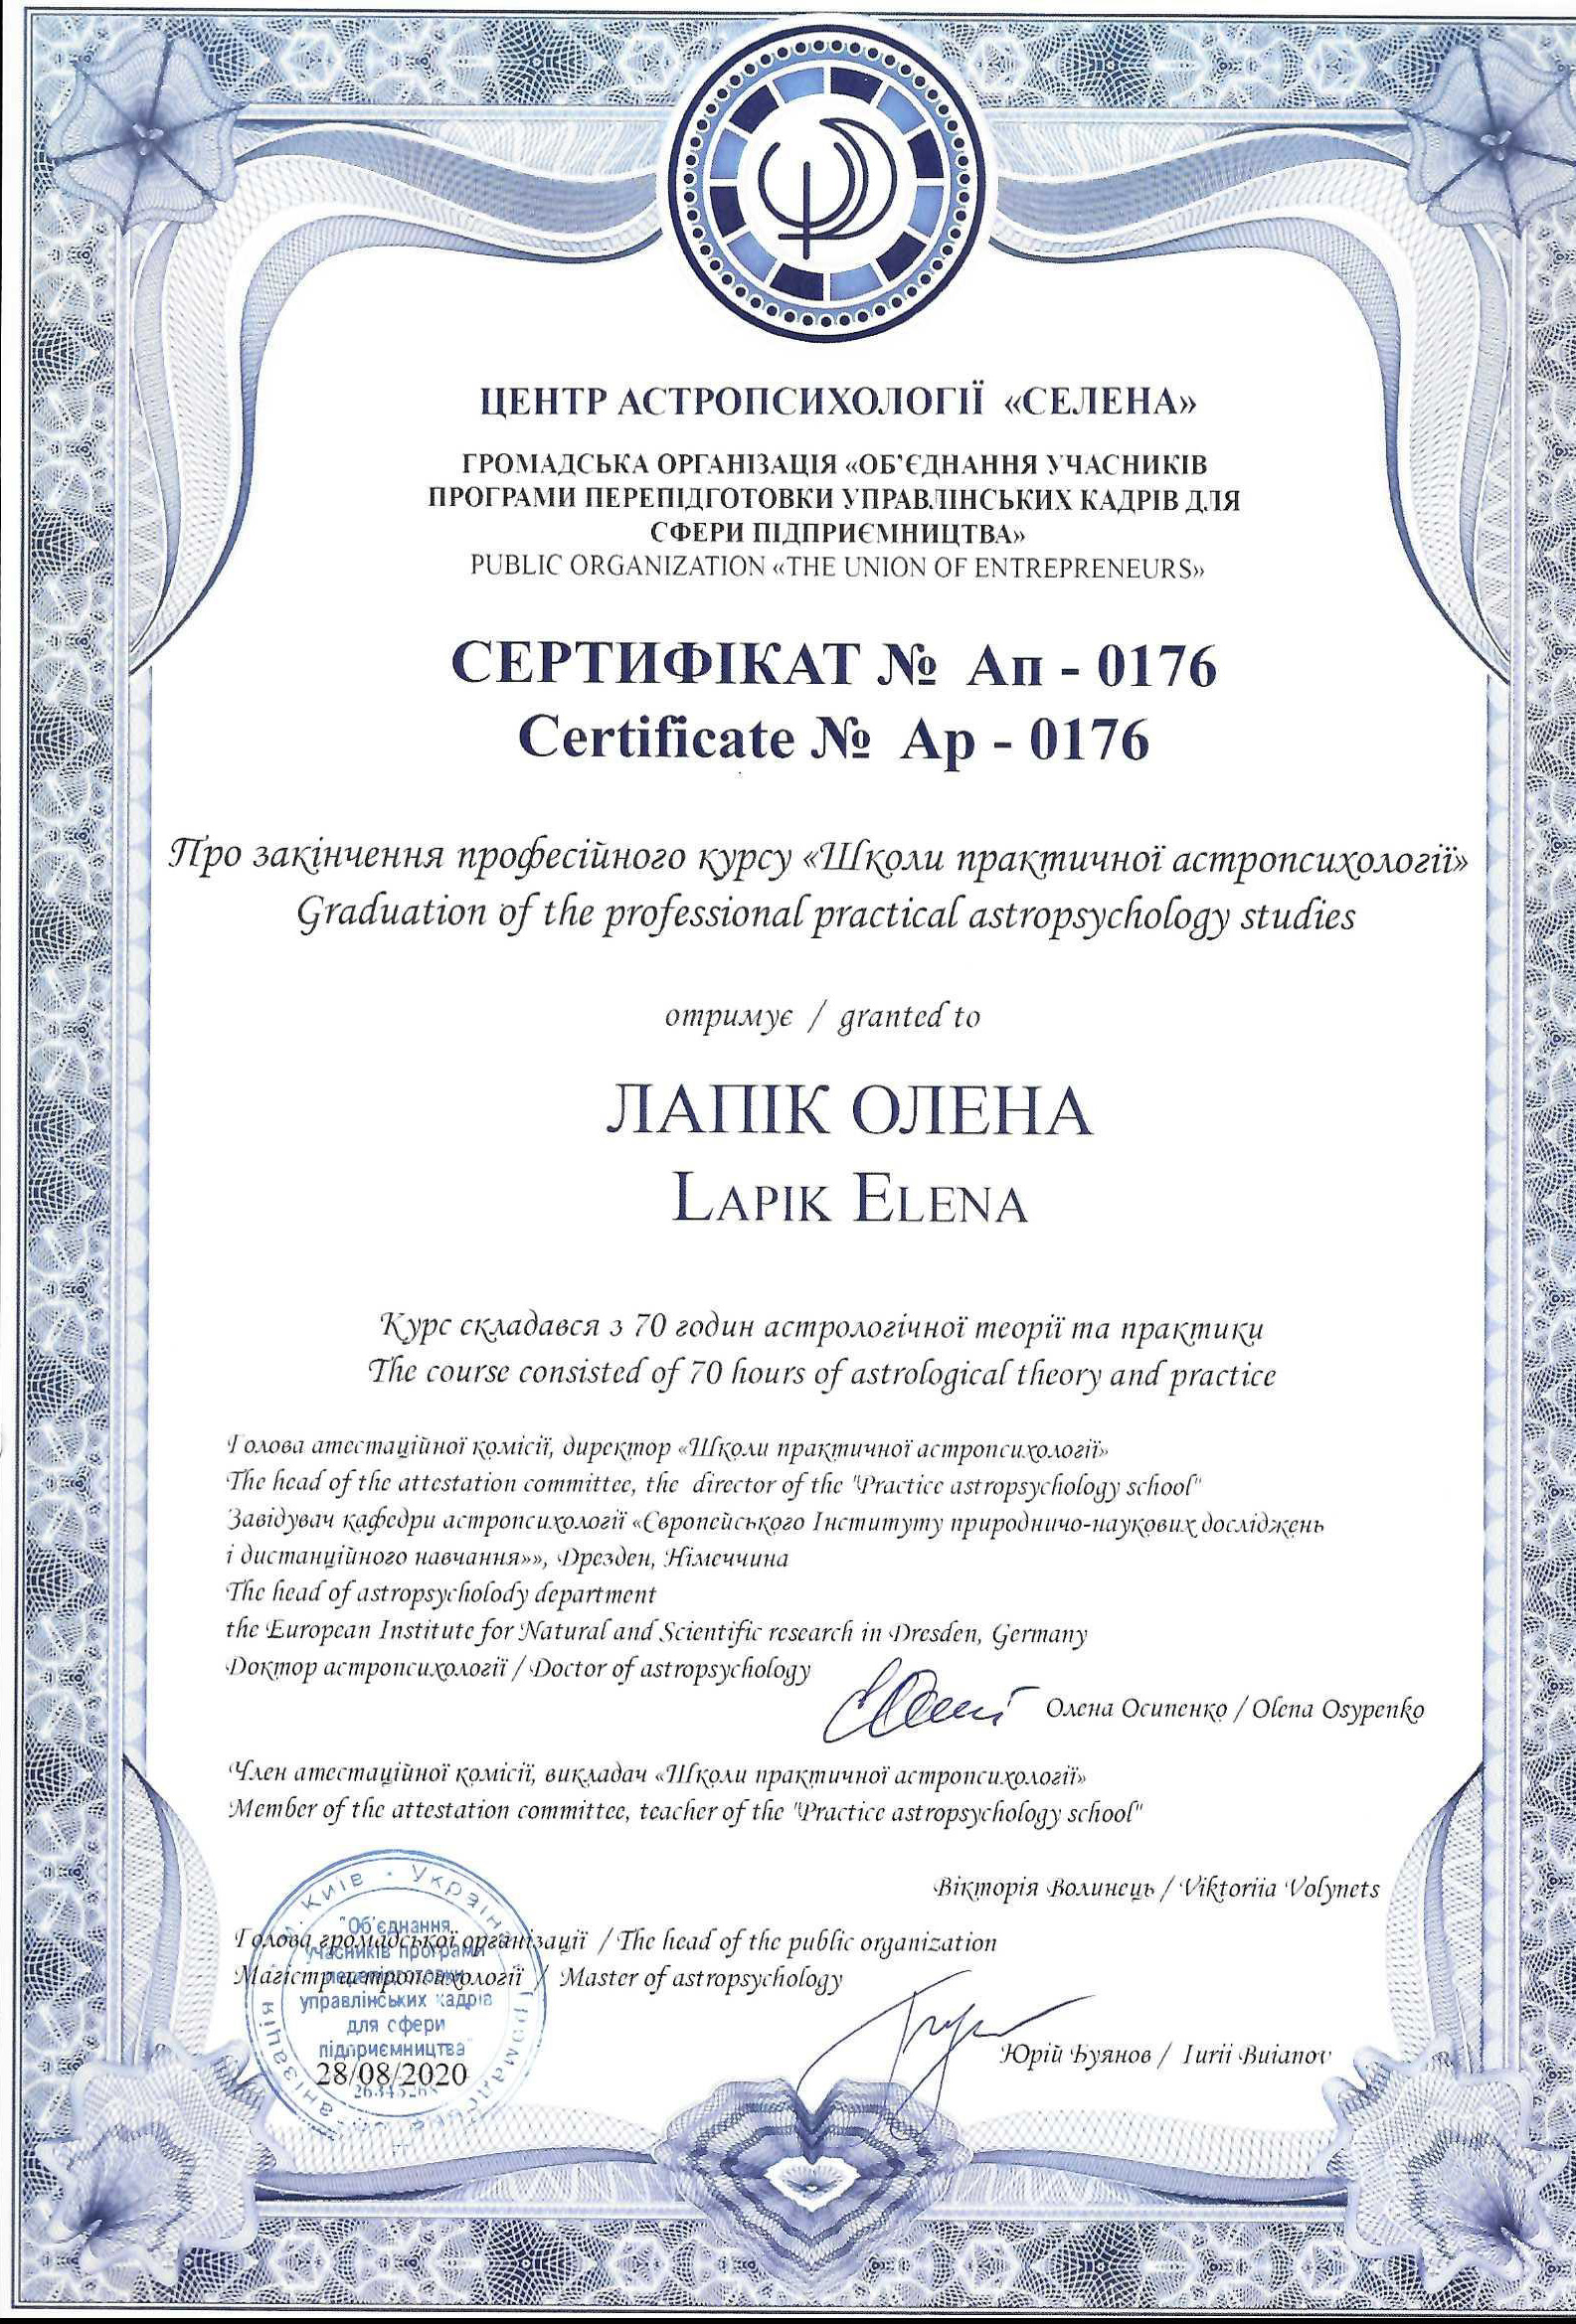 ЦЕНТР АСТРОПСИХОЛОГІЇ «СЕЛЕНА»
ГРОМАДСЬКА ОРГАНІЗАЦІЯ «ОБ'ЄДНАННЯ УЧАСНИКІВ
ПРОГРАМИ ПЕРЕПІДГОТОВКИ УПРАВЛІНСЬКИХ КАДРІВ ДЛЯ
СФЕРИ ПІДПРИЄМНИЦТВА»
PUBLIC ORGANIZATION «THE UNION OF ENTREPRENEURS»
СЕРТИФІКАТ № Ап - 0176
Certificate № Ap - 0176
Про закінчення професійного курсу «Школи практичної астропсихології»
Graduation of the professional practical astropsychology studies
отримує / granted to
ЛАПІК ОЛЕНА
LAPIK ELENA
Курс складався з 70 годин астрологічної теорії та практики
The course consisted of 70 hours of astrological theory and practice
Голова атестаційної комісії, директор «Школи практичної астропсихології»
The head of the attestation committee, the director of the "Practice astropsychology school"
Завідувач кафедри астропсихології «Європейського Інституту природничо-наукових досліджень
і дистанційного навчання»», Дрезден, Німеччина
The head of astropsycholody department
the European Institute for Natural and Scientific research in Dresden, Germany
Доктор астропсихології / Doctor of astropsychology
Олена Осипенко / Olena Osypenko
Член атестаційної комісії, викладач «Школи практичної астропсихології»
Member of the attestation committee, teacher of the "Practice astropsychology school"
Вікторія Волинець / Viktoriia Volynets
Голова громадської організації / The head of the public organization
Магістр астропсихології / Master of astropsychology
Юрій Буянов / Iurii Buianov
м. Київ · Україна
"Об'єднання
учасників програми
перепідготовки
управлінських кадрів
для сфери
підприємництва"
28/08/2020